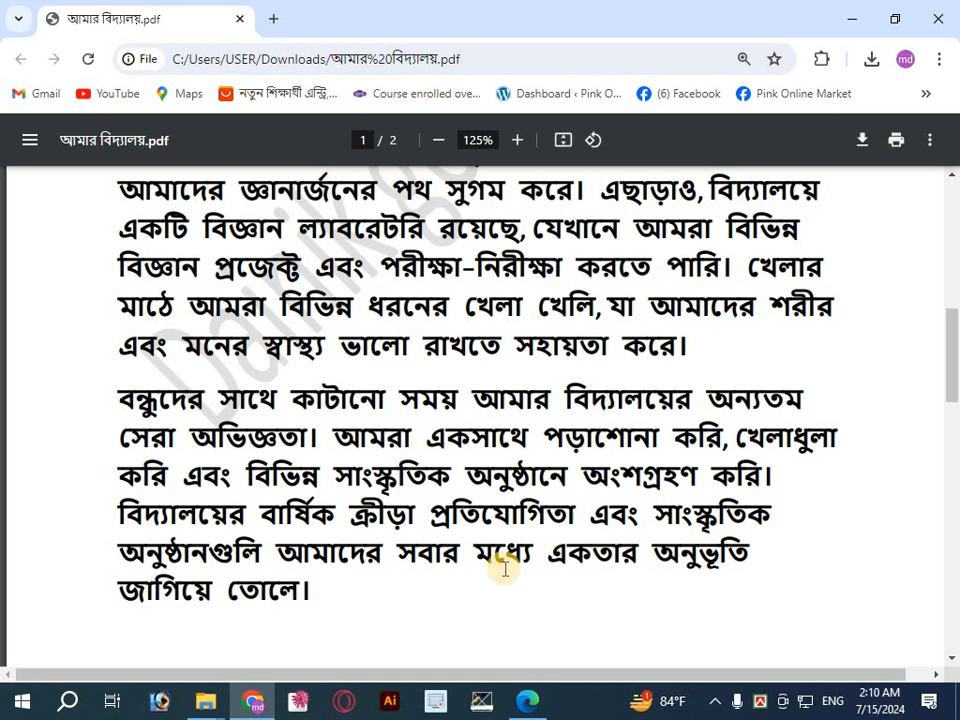 আমার বিদ্যালয়.pdf
File
C:/Users/USER/Downloads/আমার%20বিদ্যালয়.pdf
md
Gmail
YouTube
Maps
নতুন শিক্ষার্থী এন্ট্রি,...
Course enrolled ove...
Dashboard ‹ Pink O...
(6) Facebook
Pink Online Market
»
আমার বিদ্যালয়.pdf
1 / 2
125%
আমাদের জ্ঞানার্জনের পথ সুগম করে। এছাড়াও, বিদ্যালয়ে
একটি বিজ্ঞান ল্যাবরেটরি রয়েছে, যেখানে আমরা বিভিন্ন
বিজ্ঞান প্রজেক্ট এবং পরীক্ষা-নিরীক্ষা করতে পারি। খেলার
মাঠে আমরা বিভিন্ন ধরনের খেলা খেলি, যা আমাদের শরীর
এবং মনের স্বাস্থ্য ভালো রাখতে সহায়তা করে।
বন্ধুদের সাথে কাটানো সময় আমার বিদ্যালয়ের অন্যতম
সেরা অভিজ্ঞতা। আমরা একসাথে পড়াশোনা করি, খেলাধুলা
করি এবং বিভিন্ন সাংস্কৃতিক অনুষ্ঠানে অংশগ্রহণ করি।
বিদ্যালয়ের বার্ষিক ক্রীড়া প্রতিযোগিতা এবং সাংস্কৃতিক
অনুষ্ঠানগুলি আমাদের সবার মধ্যে একতার অনুভূতি
জাগিয়ে তোলে।
Ai
1
84°F
ENG
2:10 AM
7/15/2024